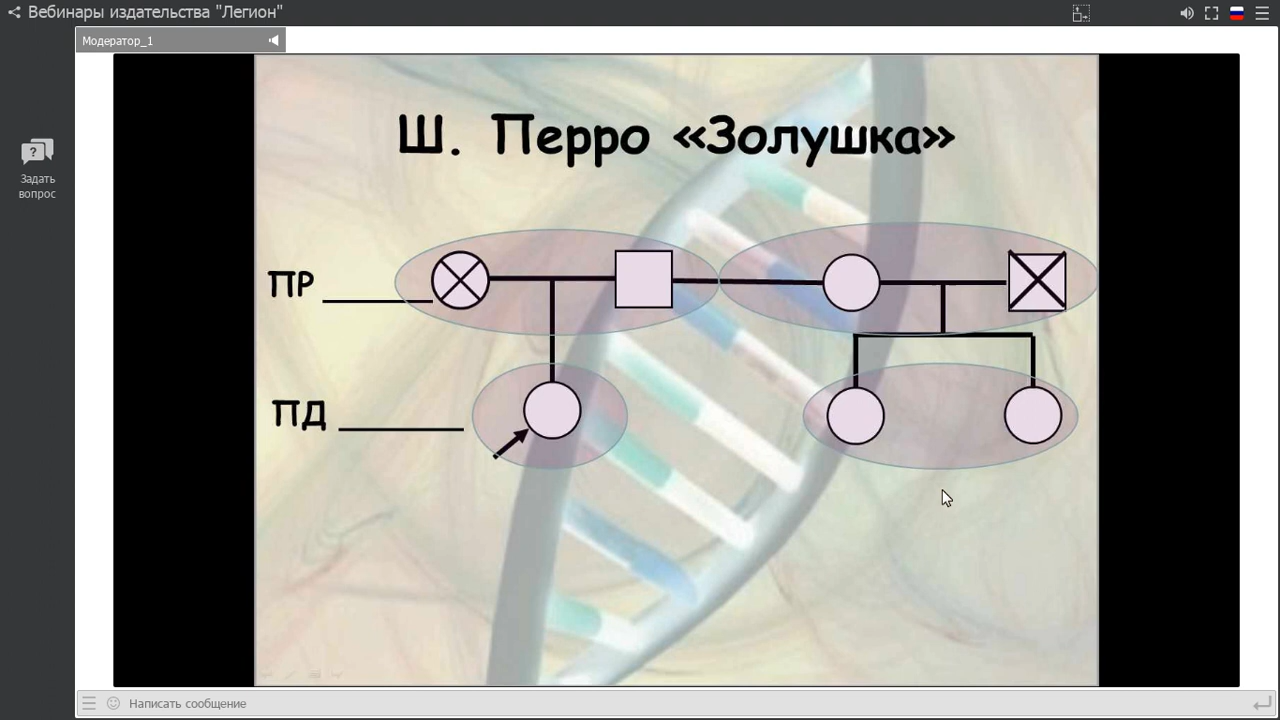 Вебинары издательства "Легион"
Модератор_1
Задать
вопрос
Ш. Перро «Золушка»
ПР
ПД
Написать сообщение